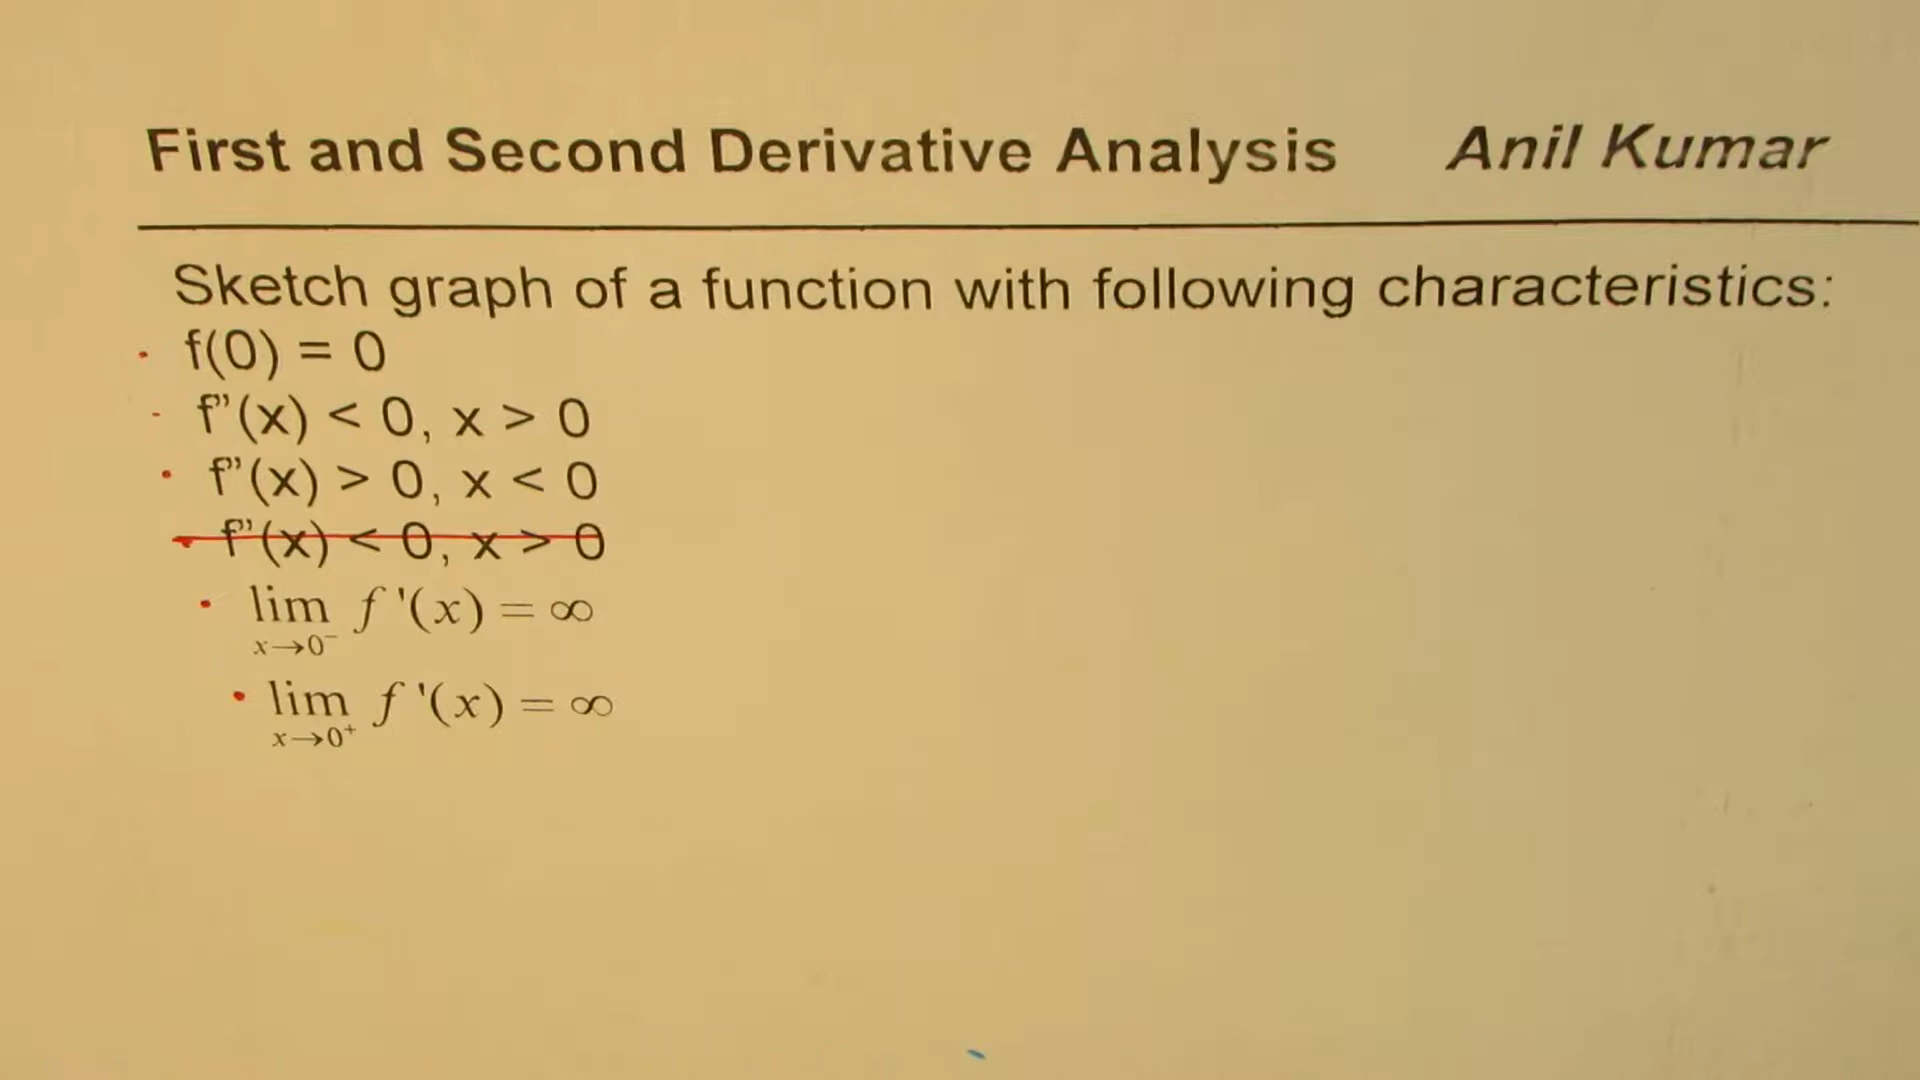 First and Second Derivative Analysis Anil Kumar
Sketch graph of a function with following characteristics:
· f(0) = 0
· f”(x) < 0, x > 0
· f”(x) > 0, x < 0
· f”(x) < 0, x > 0
· lim f '(x) = ∞
x→0⁻
· lim f '(x) = ∞
x→0⁺